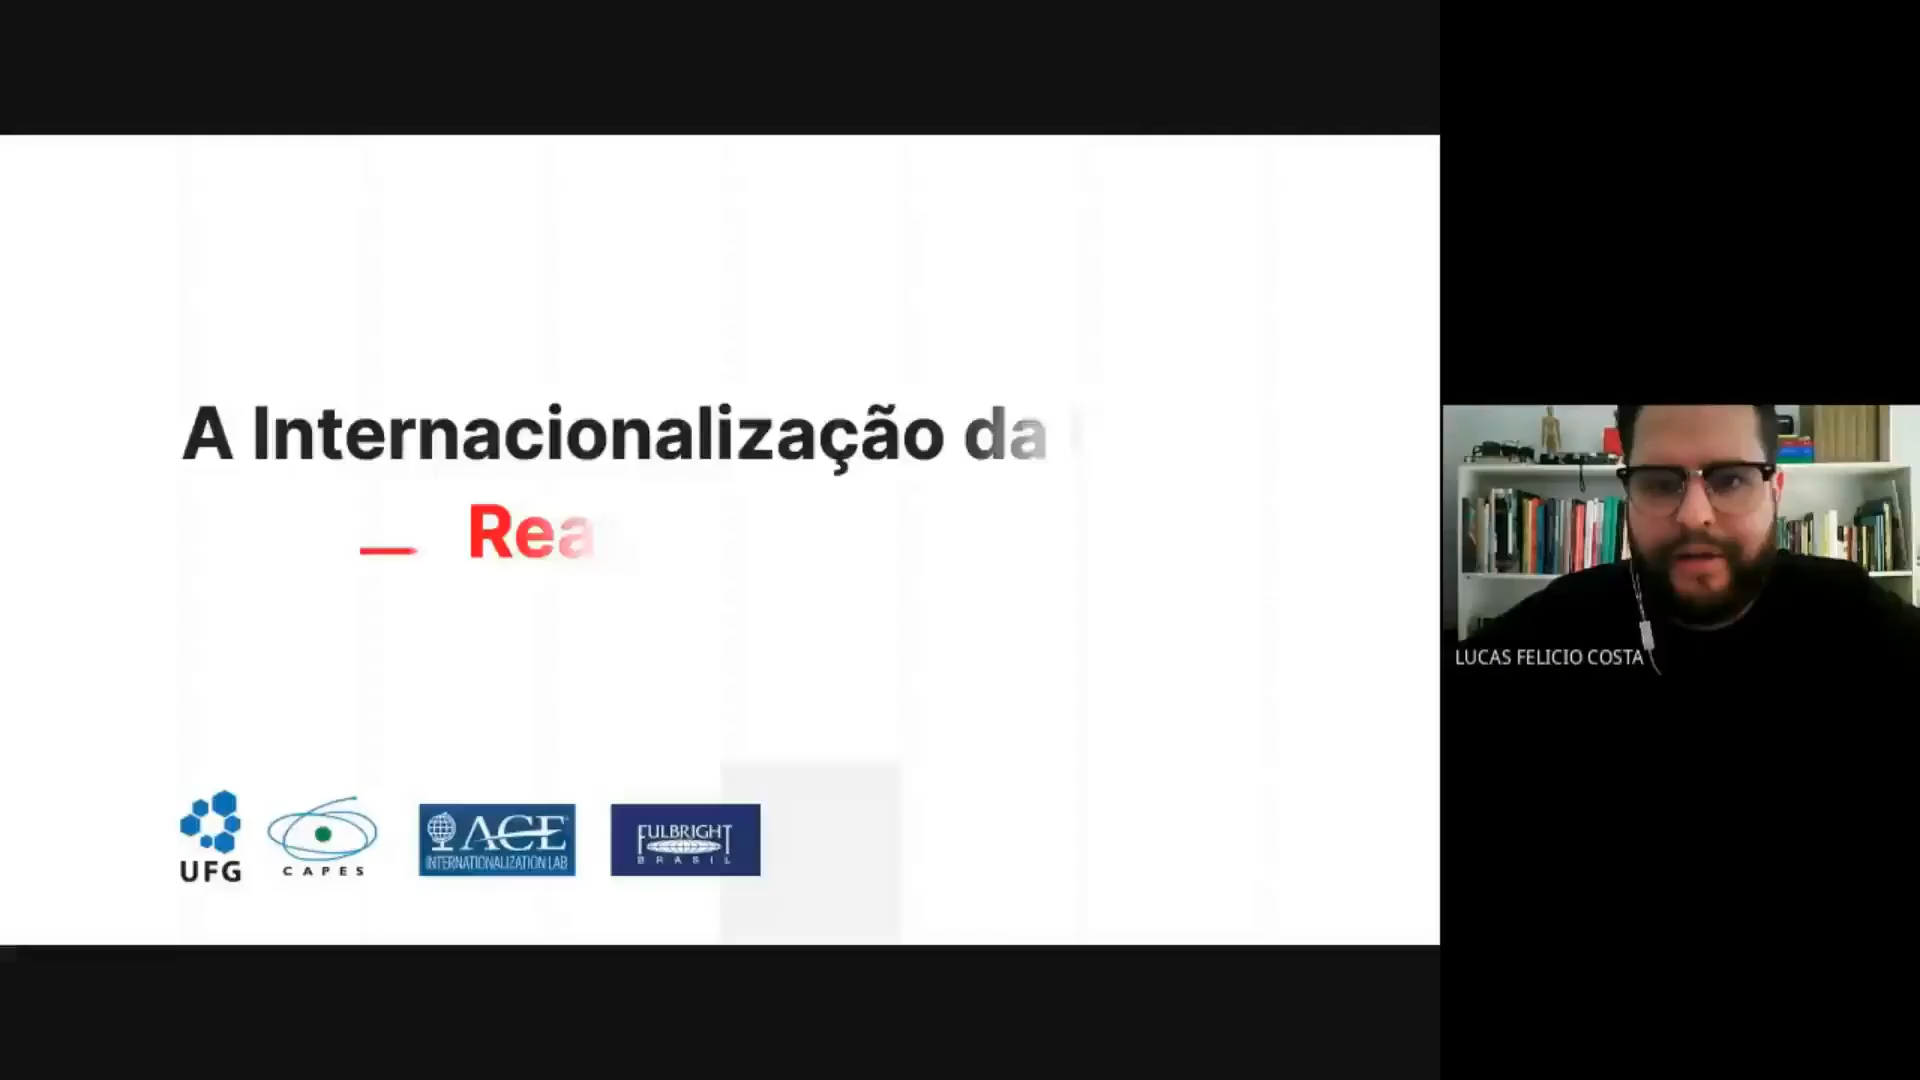 A Internacionalização da
Rea
UFG
CAPES
ACE
INTERNATIONALIZATION LAB
FULBRIGHT
BRASIL
LUCAS FELICIO COSTA